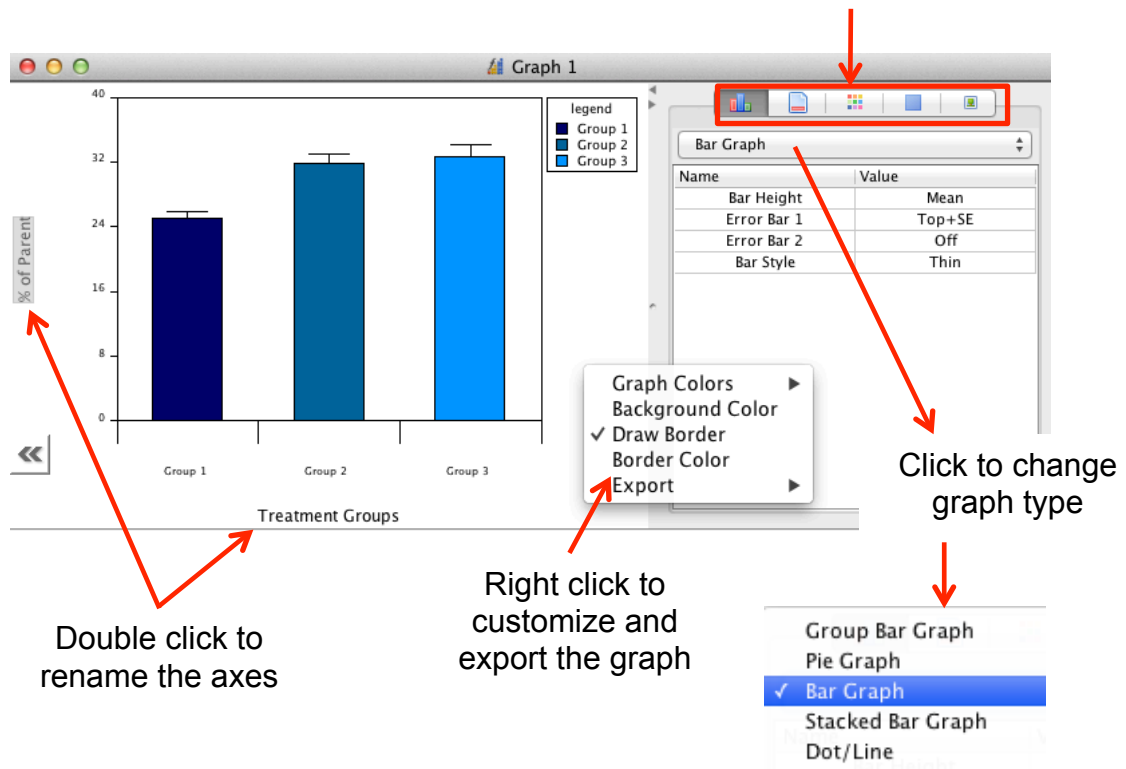 Graph 1
40
32
24
16
8
0
% of Parent
legend
Group 1
Group 2
Group 3
Group 1
Group 2
Group 3
Treatment Groups
Bar Graph
Name Value
Bar Height Mean
Error Bar 1 Top+SE
Error Bar 2 Off
Bar Style Thin
Graph Colors
Background Color
✓ Draw Border
Border Color
Export
Click to change
graph type
Double click to
rename the axes
Right click to
customize and
export the graph
Group Bar Graph
Pie Graph
✓ Bar Graph
Stacked Bar Graph
Dot/Line